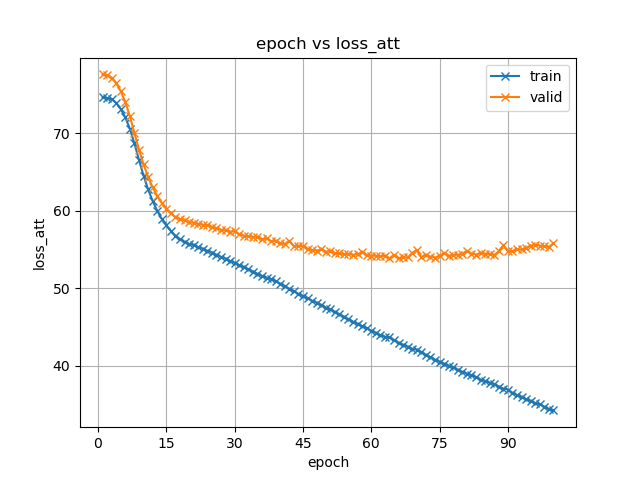 epoch vs loss_att
train
valid
70
60
50
40
loss_att
0 15 30 45 60 75 90
epoch